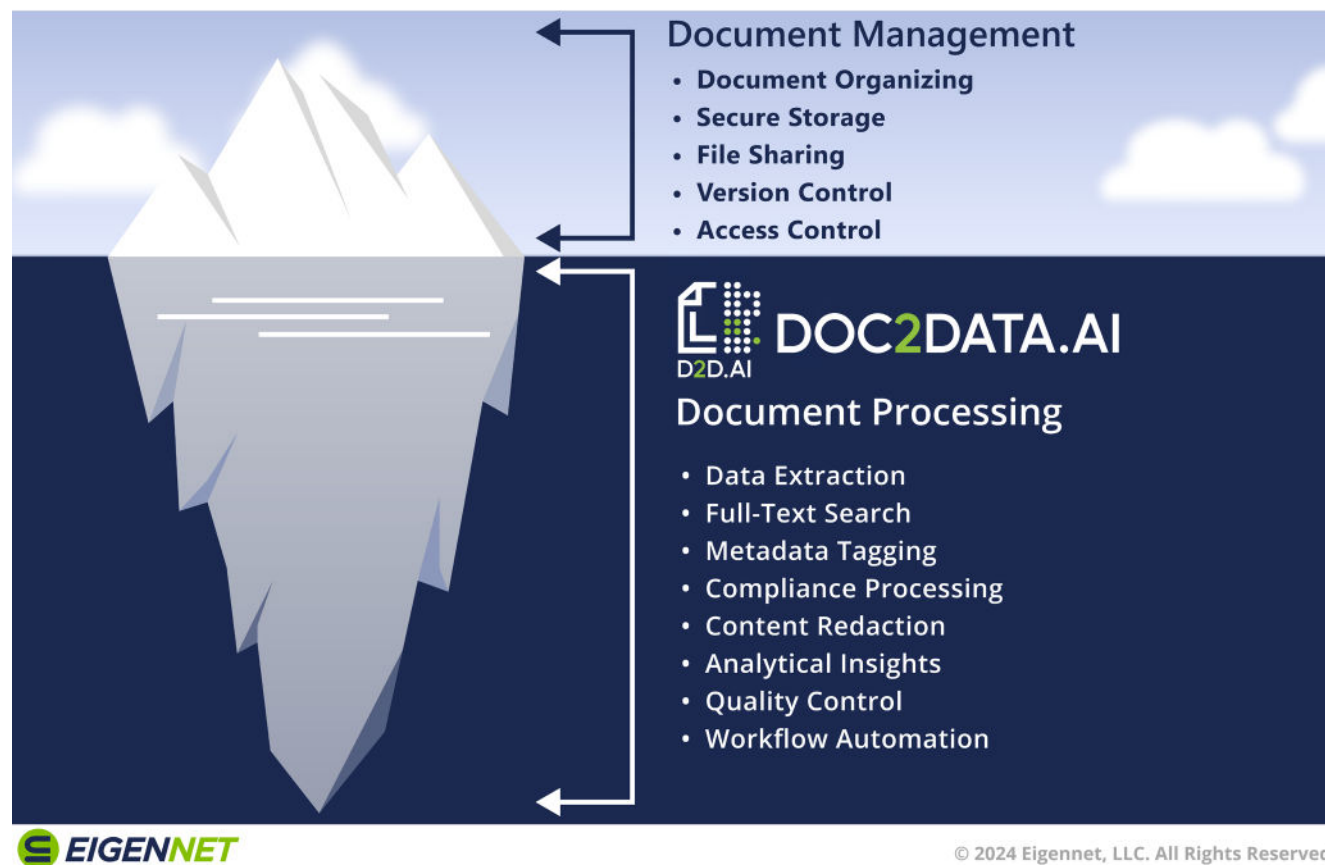 Document Management
• Document Organizing
• Secure Storage
• File Sharing
• Version Control
• Access Control
DOC2DATA.AI
D2D.AI
Document Processing
• Data Extraction
• Full-Text Search
• Metadata Tagging
• Compliance Processing
• Content Redaction
• Analytical Insights
• Quality Control
• Workflow Automation
EIGENNET
© 2024 Eigennet, LLC. All Rights Reserved